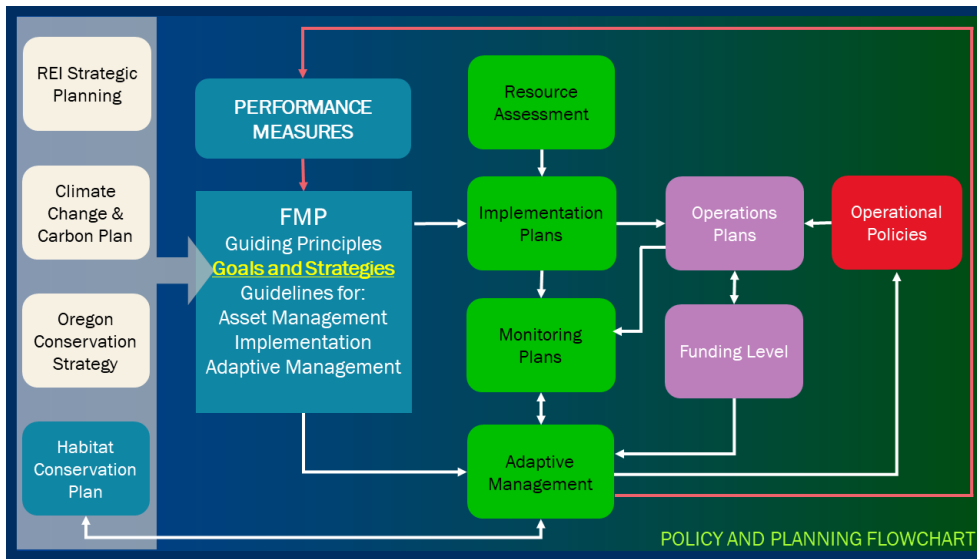 REI Strategic
Planning
Climate
Change &
Carbon Plan
Oregon
Conservation
Strategy
Habitat
Conservation
Plan
PERFORMANCE
MEASURES
FMP
Guiding Principles
Goals and Strategies
Guidelines for:
Asset Management
Implementation
Adaptive Management
Resource
Assessment
Implementation
Plans
Monitoring
Plans
Adaptive
Management
Operations
Plans
Funding Level
Operational
Policies
POLICY AND PLANNING FLOWCHART